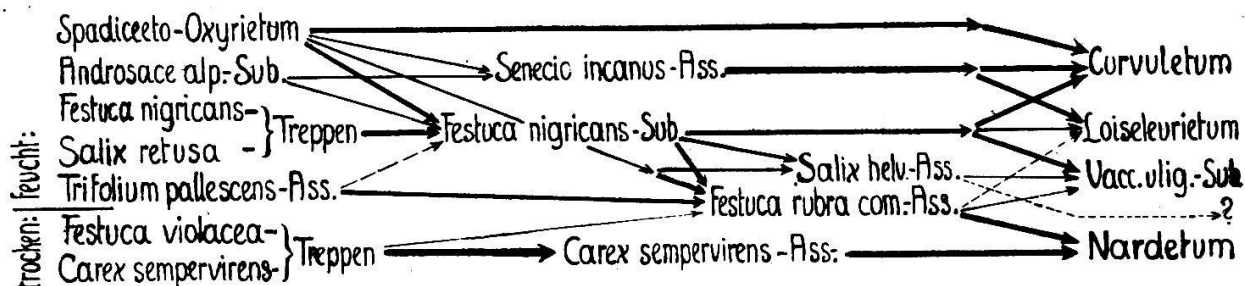 Spadiceeto-Oxyrietum
Androsace alp.-Sub.
Senecio incanus-Ass.
Curvuletum
Festuca nigricans-
Salix retusa -
} Treppen
Festuca nigricans-Sub.
Loiseleurietum
Trifolium pallescens-Ass.
Salix helv.-Ass.
Vacc. ulig.-Sub
Festuca rubra com.-Ass.
?
Festuca violacea-
Carex sempervirens-
} Treppen
Carex sempervirens-Ass.
Nardetum
feucht:
trocken: